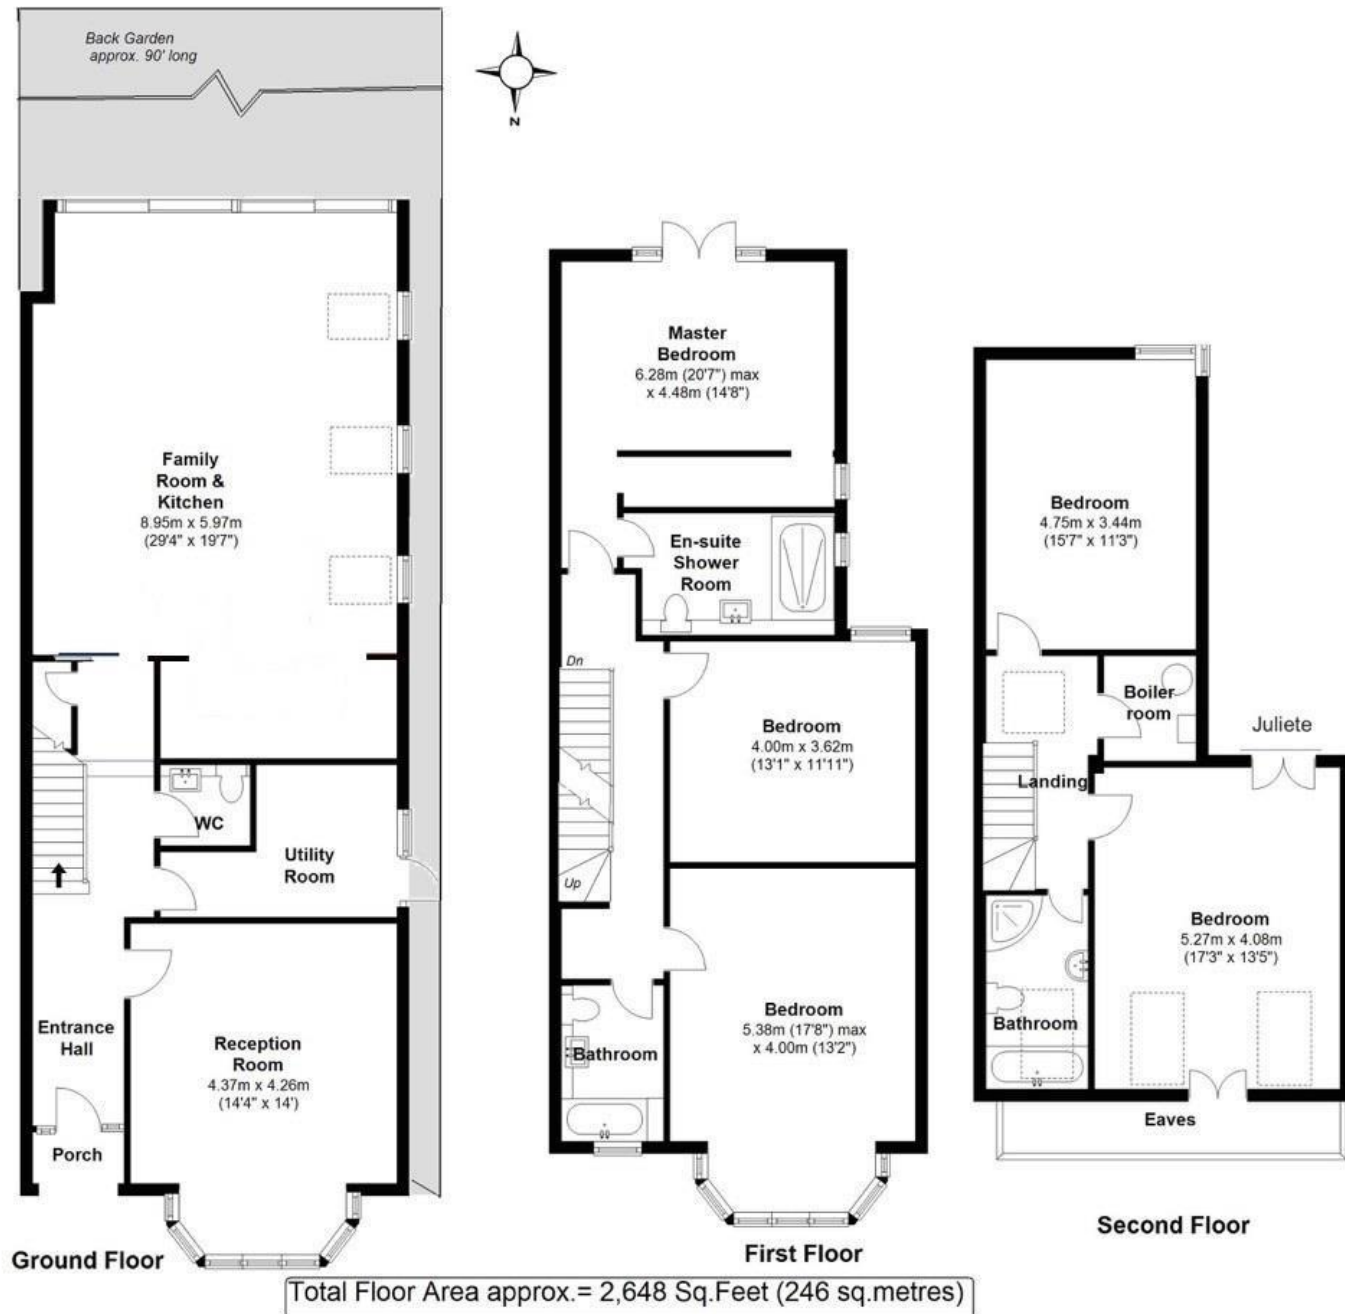 Back Garden
approx. 90' long
N
Family
Room &
Kitchen
8.95m x 5.97m
(29'4" x 19'7")
WC
Utility
Room
Entrance
Hall
Reception
Room
4.37m x 4.26m
(14'4" x 14')
Porch
Ground Floor
Master
Bedroom
6.28m (20'7") max
x 4.48m (14'8")
En-suite
Shower
Room
Dn
Bedroom
4.00m x 3.62m
(13'1" x 11'11")
Up
Bedroom
5.38m (17'8") max
x 4.00m (13'2")
Bathroom
First Floor
Bedroom
4.75m x 3.44m
(15'7" x 11'3")
Boiler
room
Juliete
Landing
Bedroom
5.27m x 4.08m
(17'3" x 13'5")
Bathroom
Eaves
Second Floor
Total Floor Area approx.= 2,648 Sq.Feet (246 sq.metres)